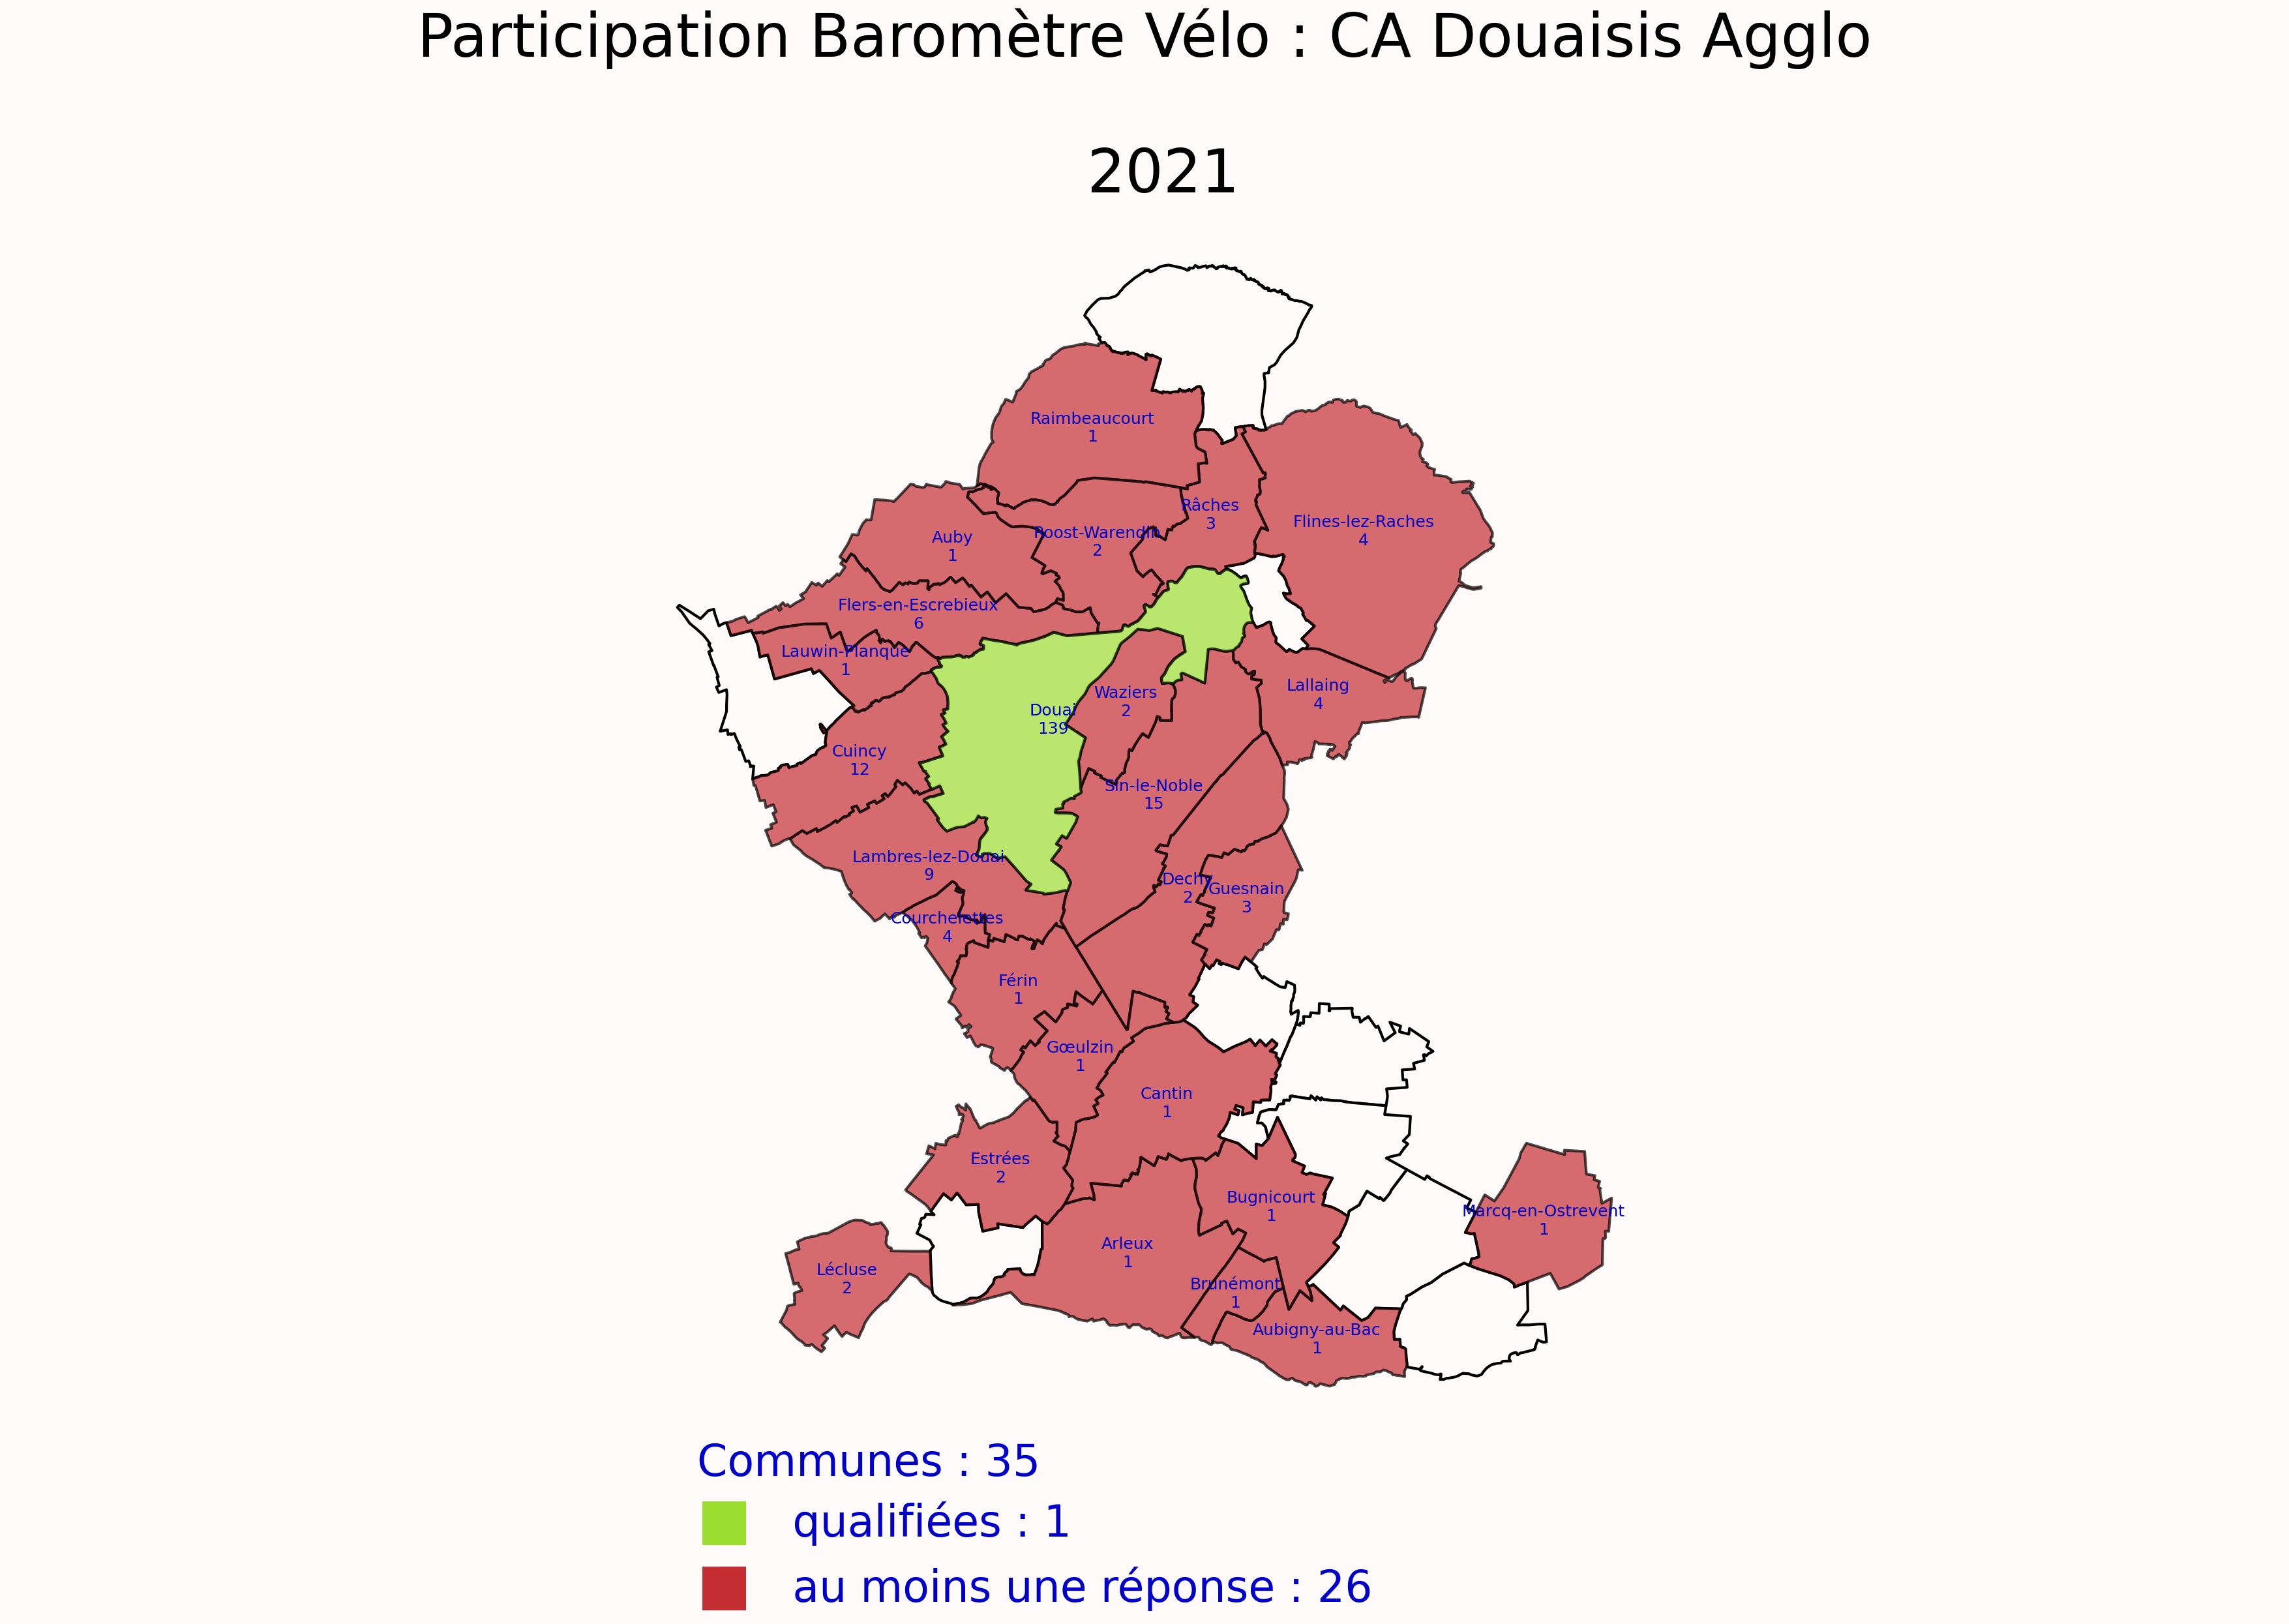 Participation Baromètre Vélo : CA Douaisis Agglo
2021
Raimbeaucourt
1
Râches
3
Flines-lez-Raches
4
Auby
1
Roost-Warendin
2
Flers-en-Escrebieux
6
Lauwin-Planque
1
Lallaing
4
Waziers
2
Douai
139
Cuincy
12
Sin-le-Noble
15
Lambres-lez-Douai
9
Dechy
2
Guesnain
3
Courchelettes
4
Férin
1
Gœulzin
1
Cantin
1
Estrées
2
Bugnicourt
1
Marcq-en-Ostrevent
1
Arleux
1
Lécluse
2
Brunémont
1
Aubigny-au-Bac
1
Communes : 35
qualifiées : 1
au moins une réponse : 26